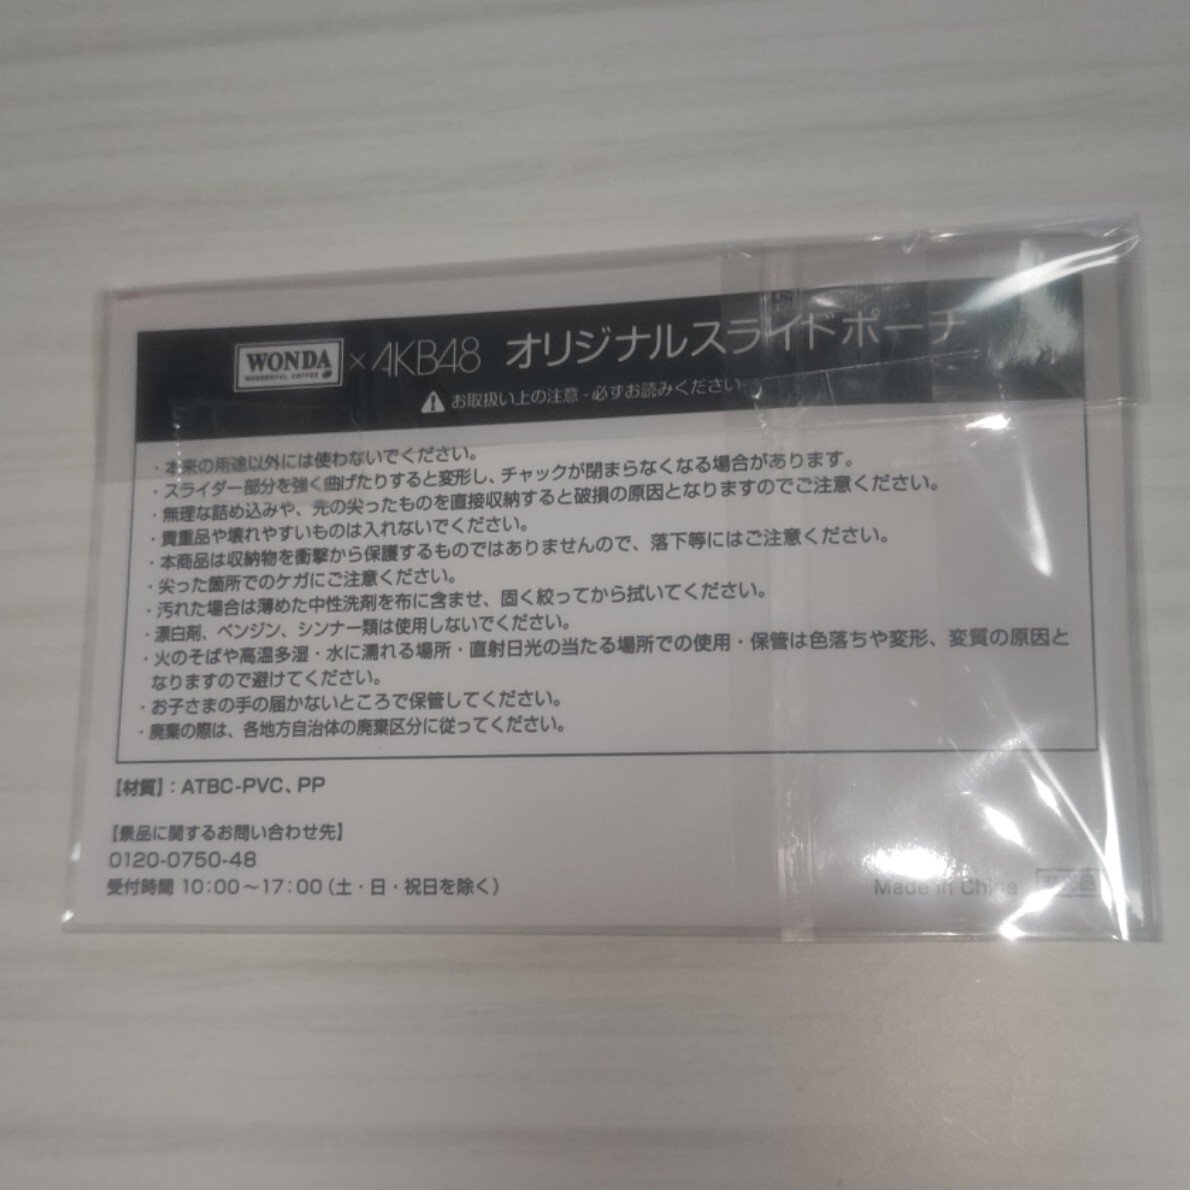 WONDA × AKB48 オリジナルスライドポーチ
WONDERFUL COFFEE
お取扱い上の注意 - 必ずお読みください
・本来の用途以外には使わないでください。
・スライダー部分を強く曲げたりすると変形し、チャックが閉まらなくなる場合があります。
・無理な詰め込みや、元の尖ったものを直接収納すると破損の原因となりますのでご注意ください。
・貴重品や壊れやすいものは入れないでください。
・本商品は収納物を衝撃から保護するものではありませんので、落下等にはご注意ください。
・尖った箇所でのケガにご注意ください。
・汚れた場合は薄めた中性洗剤を布に含ませ、固く絞ってから拭いてください。
・漂白剤、ベンジン、シンナー類は使用しないでください。
・火のそばや高温多湿・水に濡れる場所・直射日光の当たる場所での使用・保管は色落ちや変形、変質の原因と
なりますので避けてください。
・お子さまの手の届かないところで保管してください。
・廃棄の際は、各地方自治体の廃棄区分に従ってください。
【材質】：ATBC-PVC、PP
【景品に関するお問い合わせ先】
0120-0750-48
受付時間 10:00～17:00（土・日・祝日を除く）
Made in China 非売品